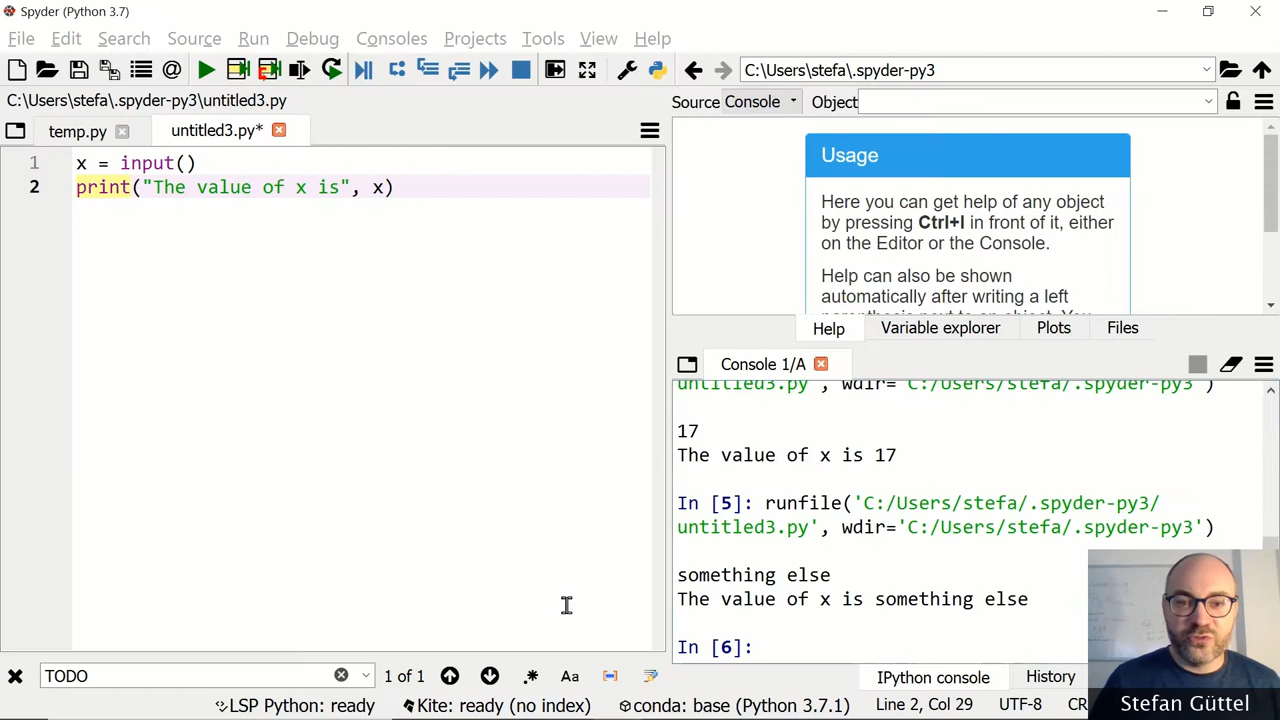 Spyder (Python 3.7)
File Edit Search Source Run Debug Consoles Projects Tools View Help
C:\Users\stefa\.spyder-py3
C:\Users\stefa\.spyder-py3\untitled3.py
Source Console Object
temp.py untitled3.py*
1 x = input()
2 print("The value of x is", x)
Usage
Here you can get help of any object
by pressing Ctrl+I in front of it, either
on the Editor or the Console.
Help can also be shown
automatically after writing a left
parenthesis next to an object. You
Help Variable explorer Plots Files
Console 1/A
untitled3.py', wdir='C:/Users/stefa/.spyder-py3')
17
The value of x is 17
In [5]: runfile('C:/Users/stefa/.spyder-py3/
untitled3.py', wdir='C:/Users/stefa/.spyder-py3')
something else
The value of x is something else
In [6]:
TODO 1 of 1 .* Aa
IPython console History
LSP Python: ready Kite: ready (no index) conda: base (Python 3.7.1) Line 2, Col 29 UTF-8 CR
Stefan Güttel